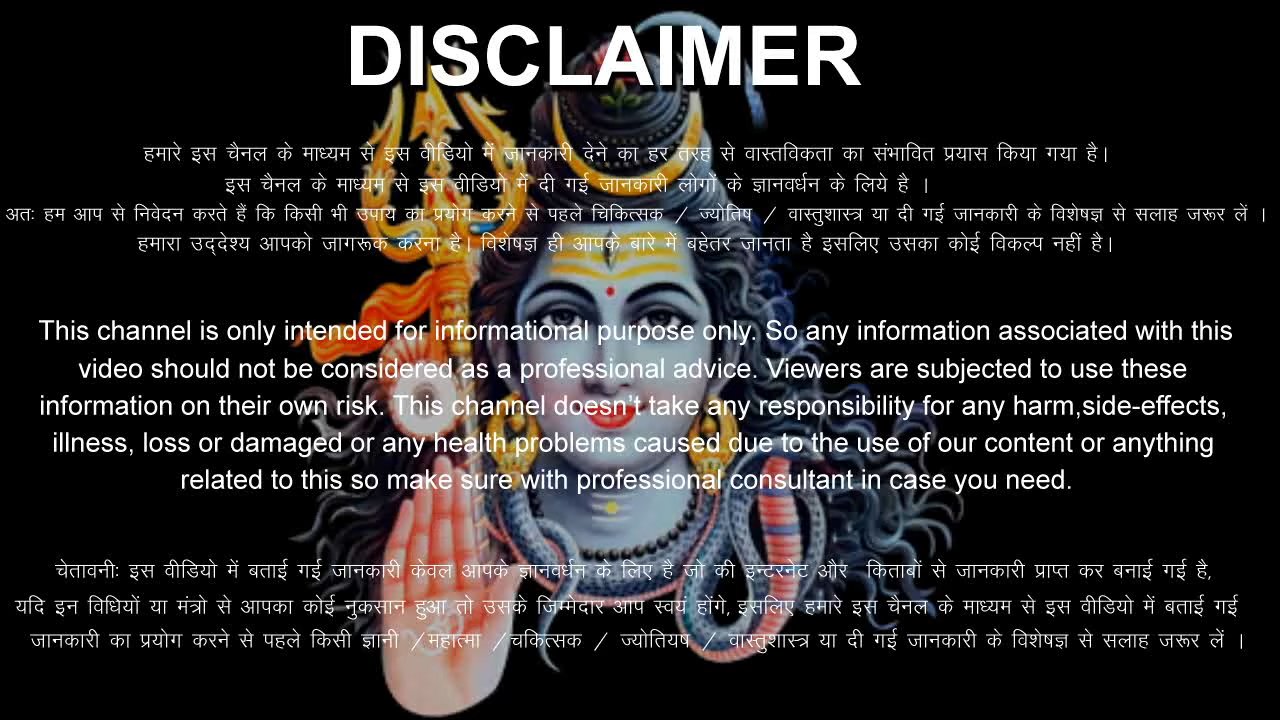 DISCLAIMER
हमारे इस चैनल के माध्यम से इस वीडियो में जानकारी देने का हर तरह से वास्तविकता का संभावित प्रयास किया गया है।
इस चैनल के माध्यम से इस वीडियो में दी गई जानकारी लोगों के ज्ञानवर्धन के लिये है ।
अतः हम आप से निवेदन करते हैं कि किसी भी उपाय का प्रयोग करने से पहले चिकित्सक / ज्योतिष / वास्तुशास्त्र या दी गई जानकारी के विशेषज्ञ से सलाह जरूर लें ।
हमारा उद्देश्य आपको जागरूक करना है। विशेषज्ञ ही आपके बारे में बहेतर जानता है इसलिए उसका कोई विकल्प नहीं है।
This channel is only intended for informational purpose only. So any information associated with this
video should not be considered as a professional advice. Viewers are subjected to use these
information on their own risk. This channel doesn't take any responsibility for any harm,side-effects,
illness, loss or damaged or any health problems caused due to the use of our content or anything
related to this so make sure with professional consultant in case you need.
चेतावनीः इस वीडियो में बताई गई जानकारी केवल आपके ज्ञानवर्धन के लिए है जो की इन्टरनेट और किताबों से जानकारी प्राप्त कर बनाई गई है,
यदि इन विधियों या मंत्रो से आपका कोई नुकसान हुआ तो उसके जिम्मेदार आप स्वयं होंगे, इसलिए हमारे इस चैनल के माध्यम से इस वीडियो में बताई गई
जानकारी का प्रयोग करने से पहले किसी ज्ञानी /महात्मा /चकित्सक / ज्योतियष / वास्तुशास्त्र या दी गई जानकारी के विशेषज्ञ से सलाह जरूर लें ।